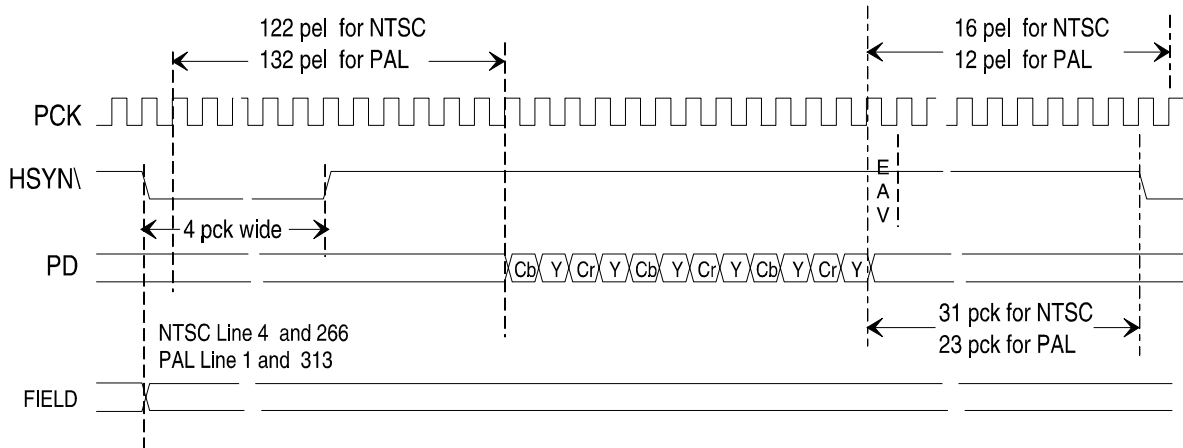 122 pel for NTSC
132 pel for PAL
16 pel for NTSC
12 pel for PAL
PCK
HSYN\
E
A
V
4 pck wide
PD
Cb Y Cr Y Cb Y Cr Y Cb Y Cr Y
31 pck for NTSC
23 pck for PAL
NTSC Line 4 and 266
PAL Line 1 and 313
FIELD